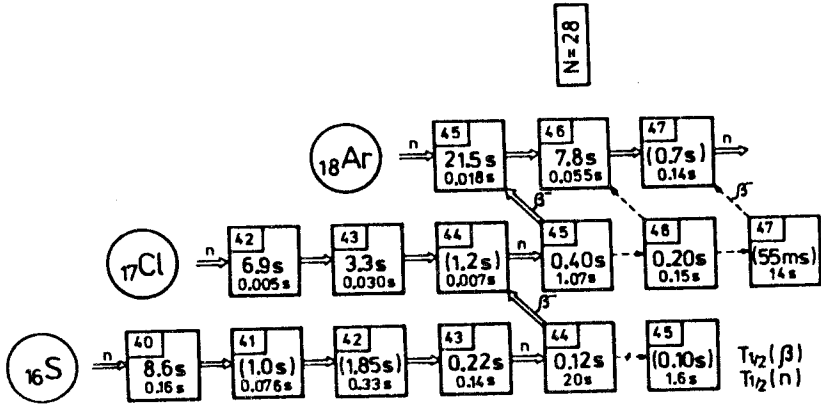 N=28
18Ar
n
45
21.5s
0.018s
46
7.8s
0.055s
47
(0.7s)
0.14s
n
β⁻
β⁻
17Cl
n
42
6.9s
0.005s
43
3.3s
0.030s
44
(1.2s)
0.007s
n
45
0.40s
1.07s
46
0.20s
0.15s
47
(55ms)
14s
β⁻
16S
n
40
8.6s
0.16s
41
(1.0s)
0.076s
42
(1.85s)
0.33s
43
0.22s
0.14s
n
44
0.12s
20s
45
(0.10s)
1.6s
T1/2(β)
T1/2(n)